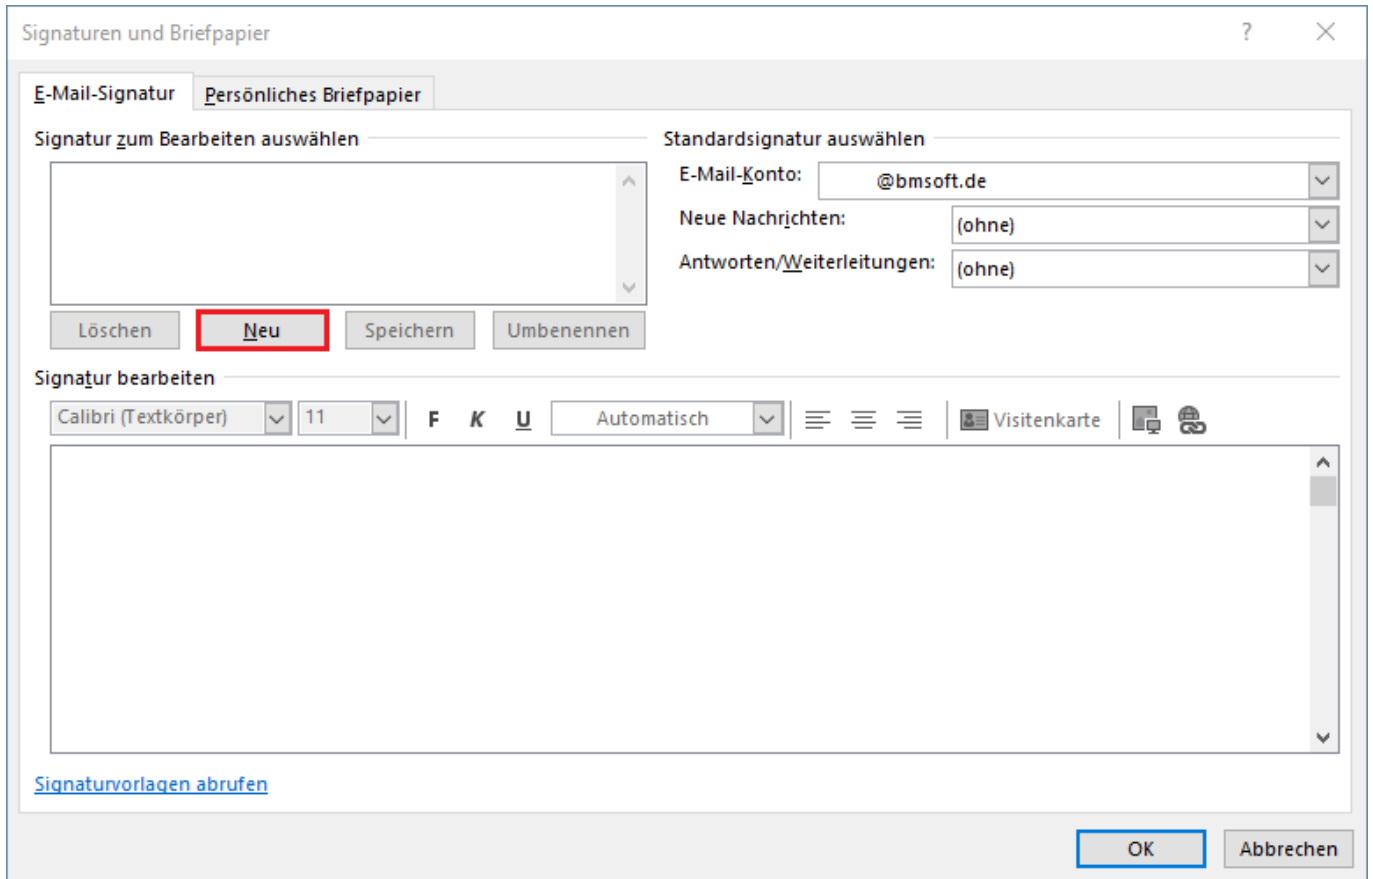 Signaturen und Briefpapier
?
E-Mail-Signatur
Persönliches Briefpapier
Signatur zum Bearbeiten auswählen
Löschen
Neu
Speichern
Umbenennen
Standardsignatur auswählen
E-Mail-Konto: @bmsoft.de
Neue Nachrichten: (ohne)
Antworten/Weiterleitungen: (ohne)
Signatur bearbeiten
Calibri (Textkörper) 11 F K U Automatisch Visitenkarte
Signaturvorlagen abrufen
OK
Abbrechen